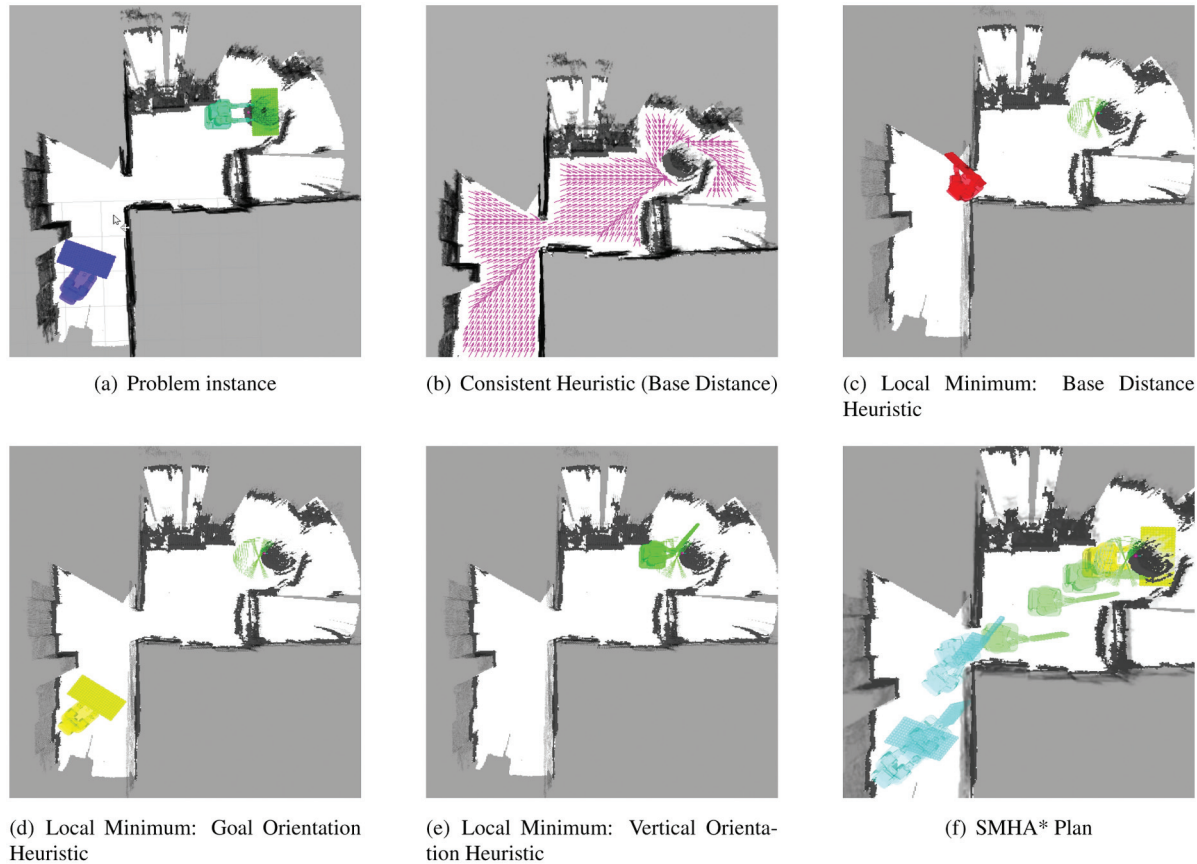 (a) Problem instance
(b) Consistent Heuristic (Base Distance)
(c) Local Minimum: Base Distance
Heuristic
(d) Local Minimum: Goal Orientation
Heuristic
(e) Local Minimum: Vertical Orienta-
tion Heuristic
(f) SMHA* Plan